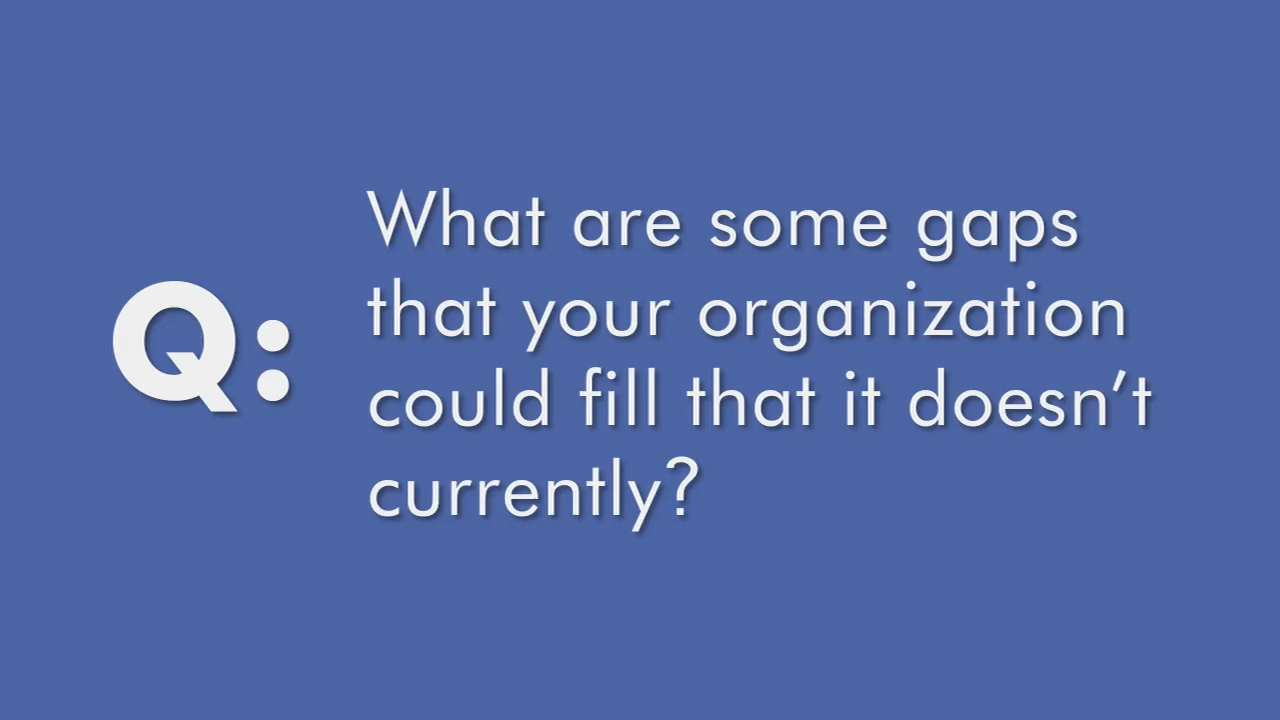 Q:
What are some gaps
that your organization
could fill that it doesn’t
currently?